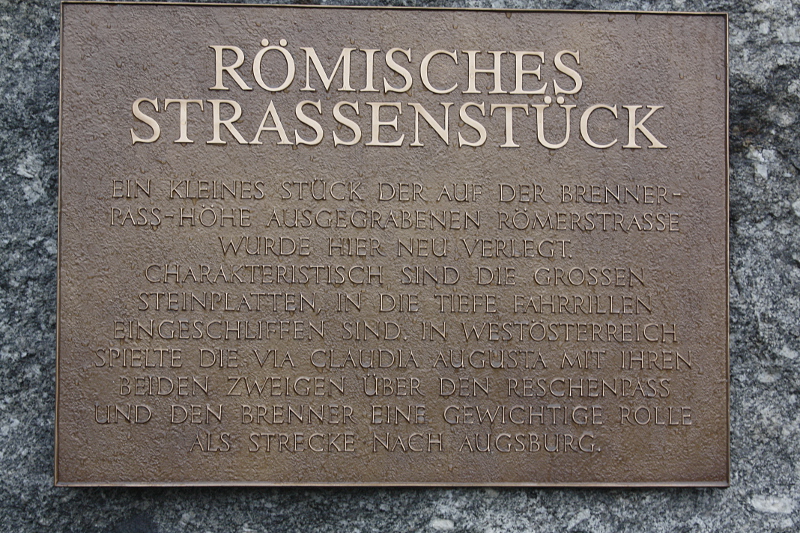 RÖMISCHES
STRASSENSTÜCK
EIN KLEINES STÜCK DER AUF DER BRENNER-
PASS-HÖHE AUSGEGRABENEN RÖMERSTRASSE
WURDE HIER NEU VERLEGT.
CHARAKTERISTISCH SIND DIE GROSSEN
STEINPLATTEN, IN DIE TIEFE FAHRRILLEN
EINGESCHLIFFEN SIND. IN WESTÖSTERREICH
SPIELTE DIE VIA CLAUDIA AUGUSTA MIT IHREN
BEIDEN ZWEIGEN ÜBER DEN RESCHENPASS
UND DEN BRENNER EINE GEWICHTIGE ROLLE
ALS STRECKE NACH AUGSBURG.